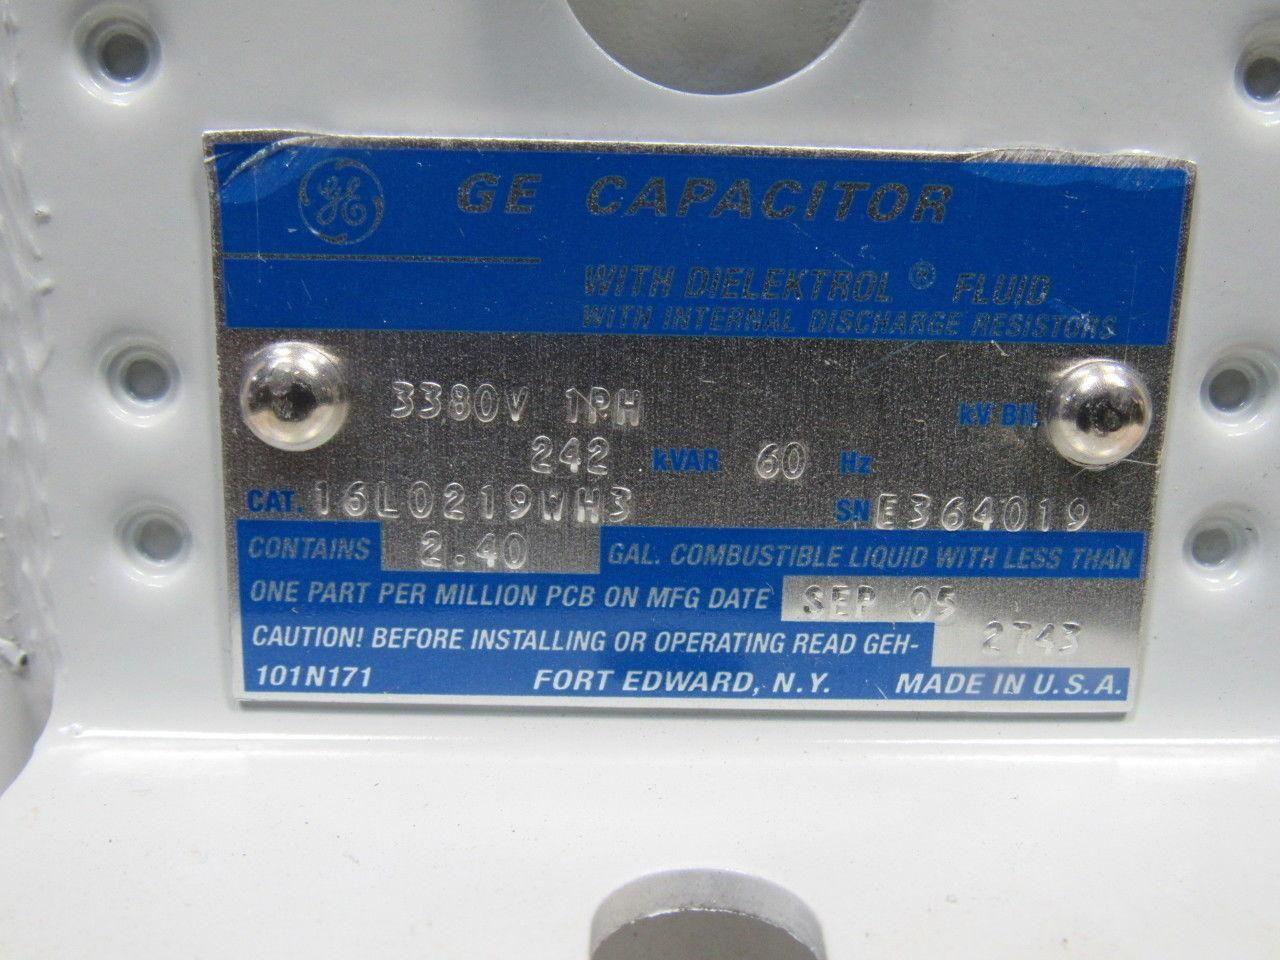 GE CAPACITOR
WITH DIELEKTROL ® FLUID
WITH INTERNAL DISCHARGE RESISTORS
3380V 1PH kV BIL
242 kVAR 60 Hz
CAT. 16L0219WH3 SN E364019
CONTAINS 2.40 GAL. COMBUSTIBLE LIQUID WITH LESS THAN
ONE PART PER MILLION PCB ON MFG DATE SEP 05
CAUTION! BEFORE INSTALLING OR OPERATING READ GEH- 2743
101N171 FORT EDWARD, N.Y. MADE IN U.S.A.